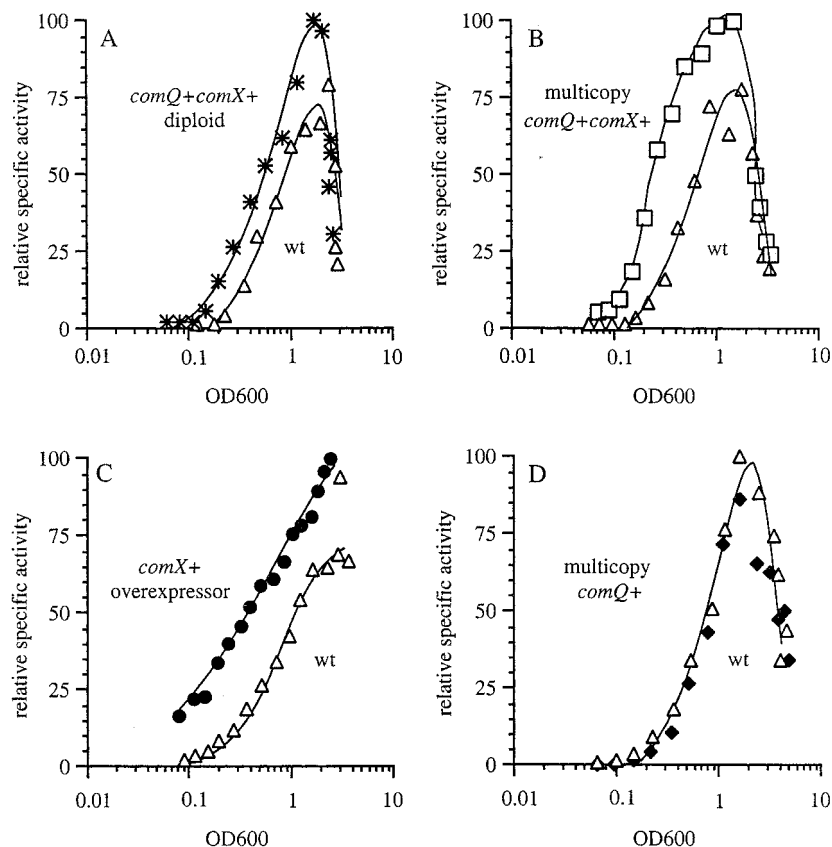 A
100
75
50
25
0
relative specific activity
comQ+comX+
diploid
wt
0.01
0.1
1
10
OD600
B
100
75
50
25
0
relative specific activity
multicopy
comQ+comX+
wt
0.01
0.1
1
10
OD600
C
100
75
50
25
0
relative specific activity
comX+
overexpressor
wt
0.01
0.1
1
10
OD600
D
100
75
50
25
0
relative specific activity
multicopy
comQ+
wt
0.01
0.1
1
10
OD600